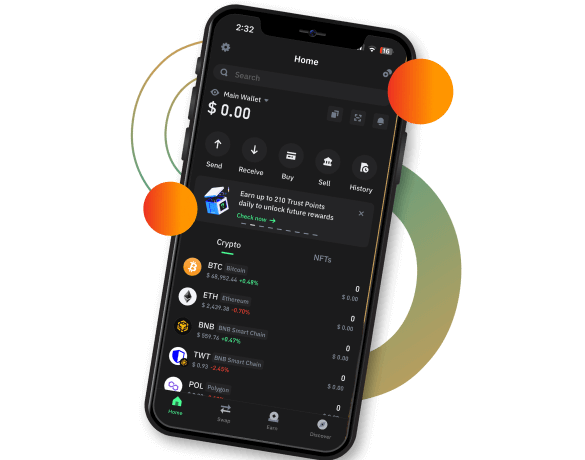 2:32
16
Home
Search
Main Wallet
$ 0.00
Send
Receive
Buy
Sell
History
Earn up to 210 Trust Points
daily to unlock future rewards
Check now →
Crypto
NFTs
BTC Bitcoin 0
$ 68,952.44 +0.48% $ 0.00
ETH Ethereum 0
$ 2,439.38 -0.70% $ 0.00
BNB BNB Smart Chain 0
$ 559.76 +0.47% $ 0.00
TWT BNB Smart Chain 0
$ 0.93 -2.45% $ 0.00
POL Polygon 0
Home
Swap
Earn
Discover